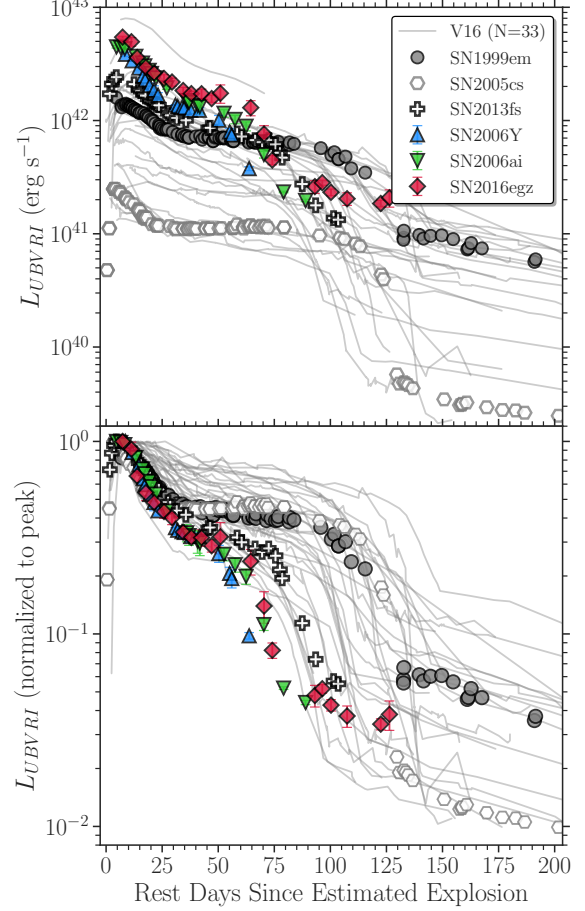 10^43
10^42
10^41
10^40
L_UBVRI (erg s^−1)
V16 (N=33)
SN1999em
SN2005cs
SN2013fs
SN2006Y
SN2006ai
SN2016egz
10^0
10^−1
10^−2
L_UBVRI (normalized to peak)
0 25 50 75 100 125 150 175 200
Rest Days Since Estimated Explosion